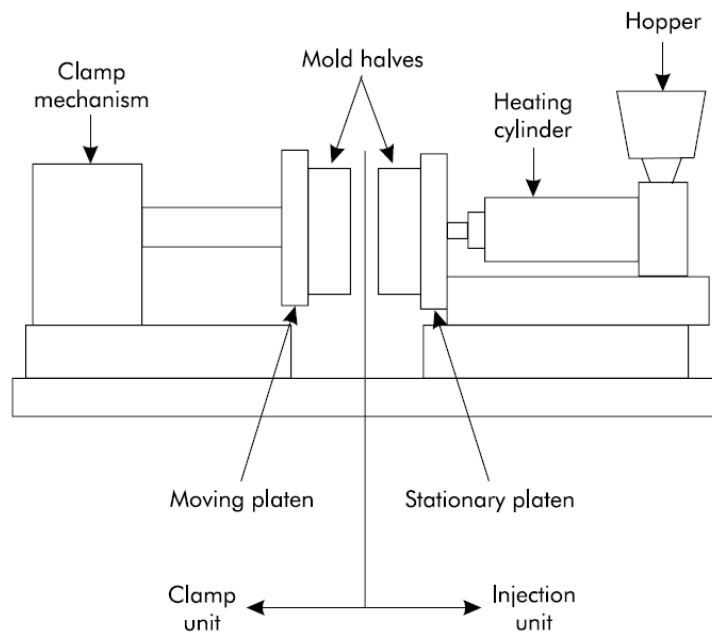 Hopper
Clamp
mechanism
Mold halves
Heating
cylinder
Moving platen
Stationary platen
Clamp
unit
Injection
unit